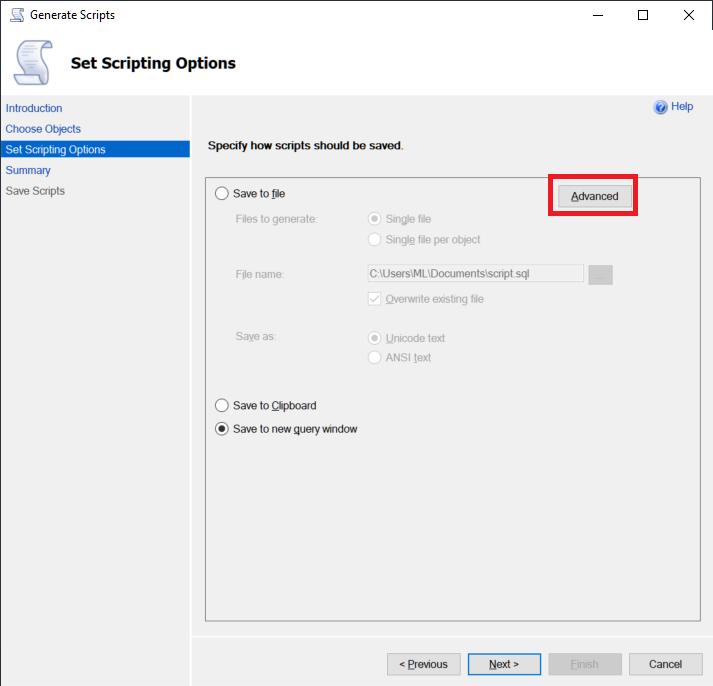 Generate Scripts
Set Scripting Options
Introduction
Choose Objects
Set Scripting Options
Summary
Save Scripts
Help
Specify how scripts should be saved.
Save to file
Advanced
Files to generate:
Single file
Single file per object
File name:
C:\Users\ML\Documents\script.sql
...
Overwrite existing file
Save as:
Unicode text
ANSI text
Save to Clipboard
Save to new query window
< Previous
Next >
Finish
Cancel